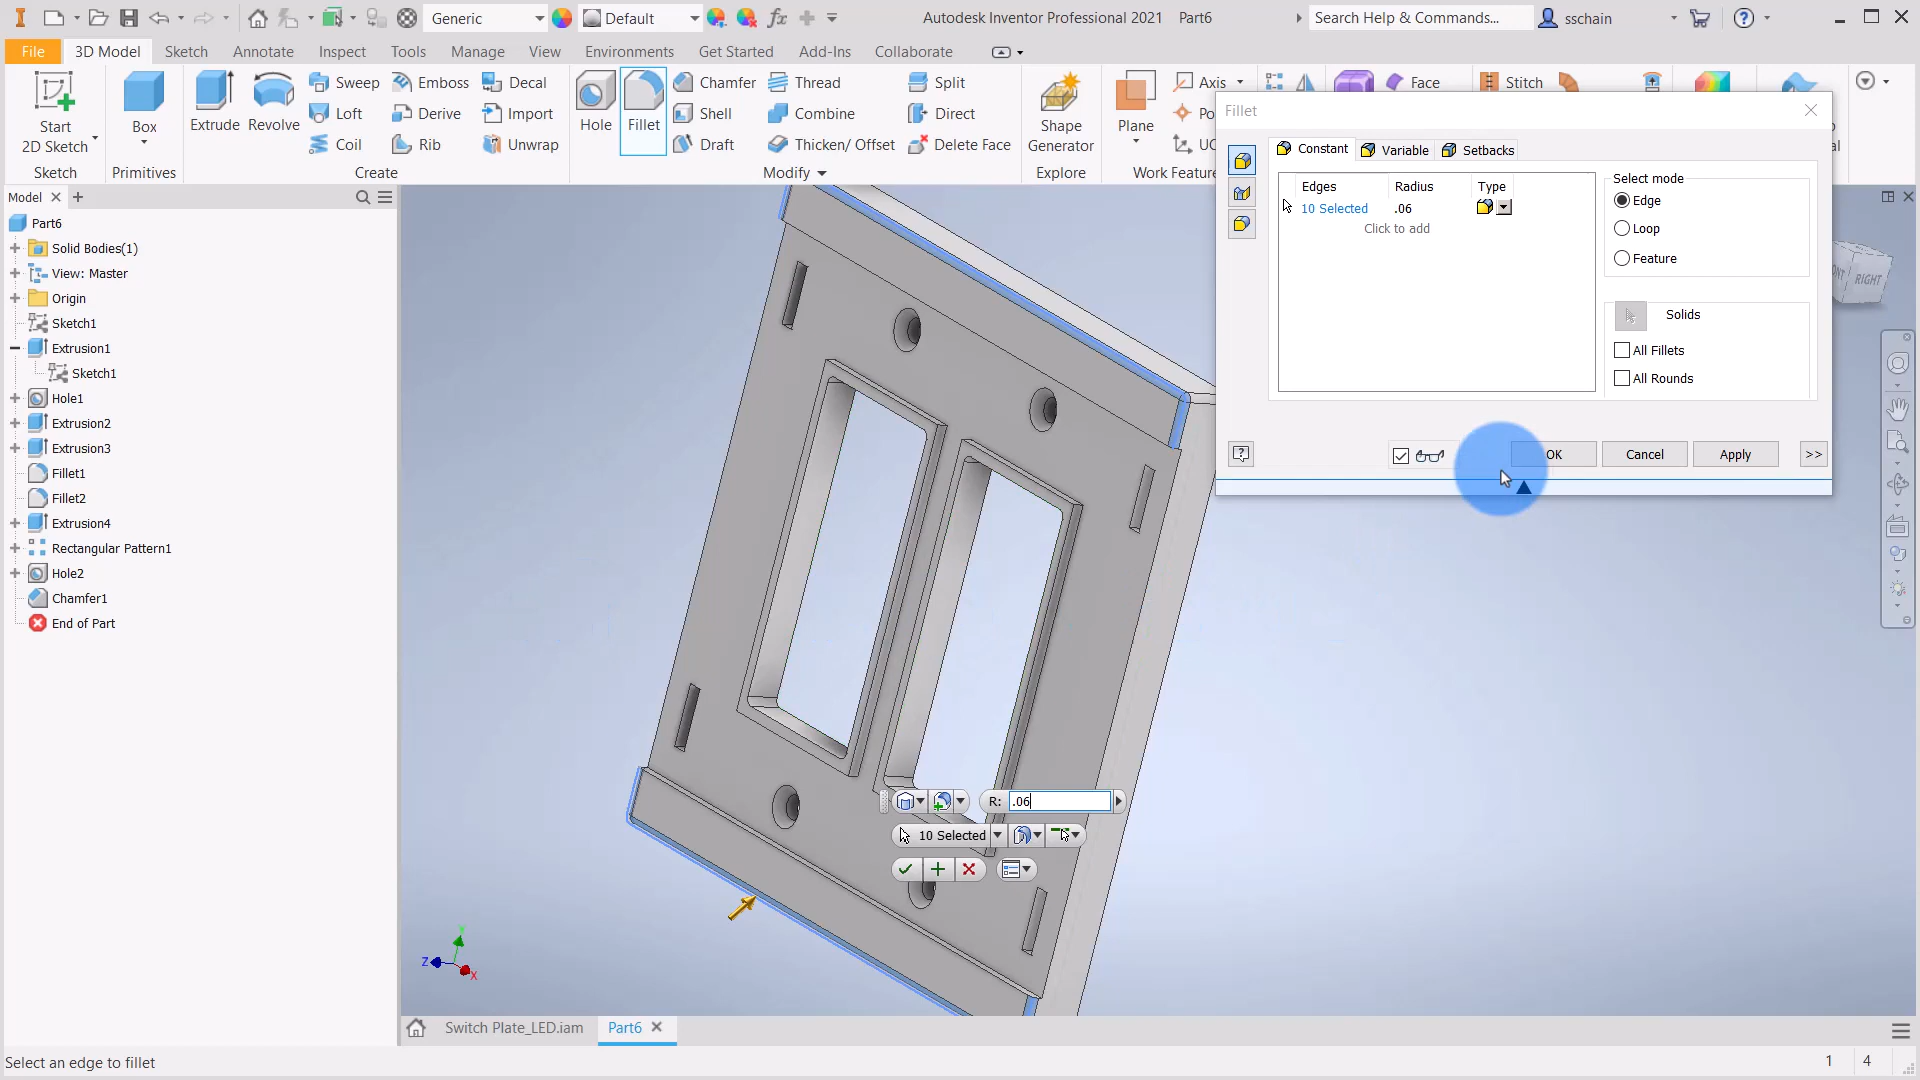 Generic
Default
Autodesk Inventor Professional 2021 Part6
Search Help & Commands...
sschain
File
3D Model
Sketch
Annotate
Inspect
Tools
Manage
View
Environments
Get Started
Add-Ins
Collaborate
Start
2D Sketch
Sketch
Box
Primitives
Extrude
Revolve
Sweep
Loft
Coil
Emboss
Derive
Rib
Decal
Import
Unwrap
Create
Hole
Fillet
Chamfer
Shell
Draft
Thread
Combine
Thicken/ Offset
Split
Direct
Delete Face
Modify
Shape
Generator
Explore
Plane
Axis
Po
UC
Work Feature
Face
Stitch
Fillet
Constant
Variable
Setbacks
Edges Radius Type
10 Selected .06
Click to add
Select mode
Edge
Loop
Feature
Solids
All Fillets
All Rounds
OK
Cancel
Apply
>>
Model
Part6
Solid Bodies(1)
View: Master
Origin
Sketch1
Extrusion1
Sketch1
Hole1
Extrusion2
Extrusion3
Fillet1
Fillet2
Extrusion4
Rectangular Pattern1
Hole2
Chamfer1
End of Part
RIGHT
R: .06
10 Selected
Y
Z
X
Switch Plate_LED.iam
Part6
Select an edge to fillet
1 4